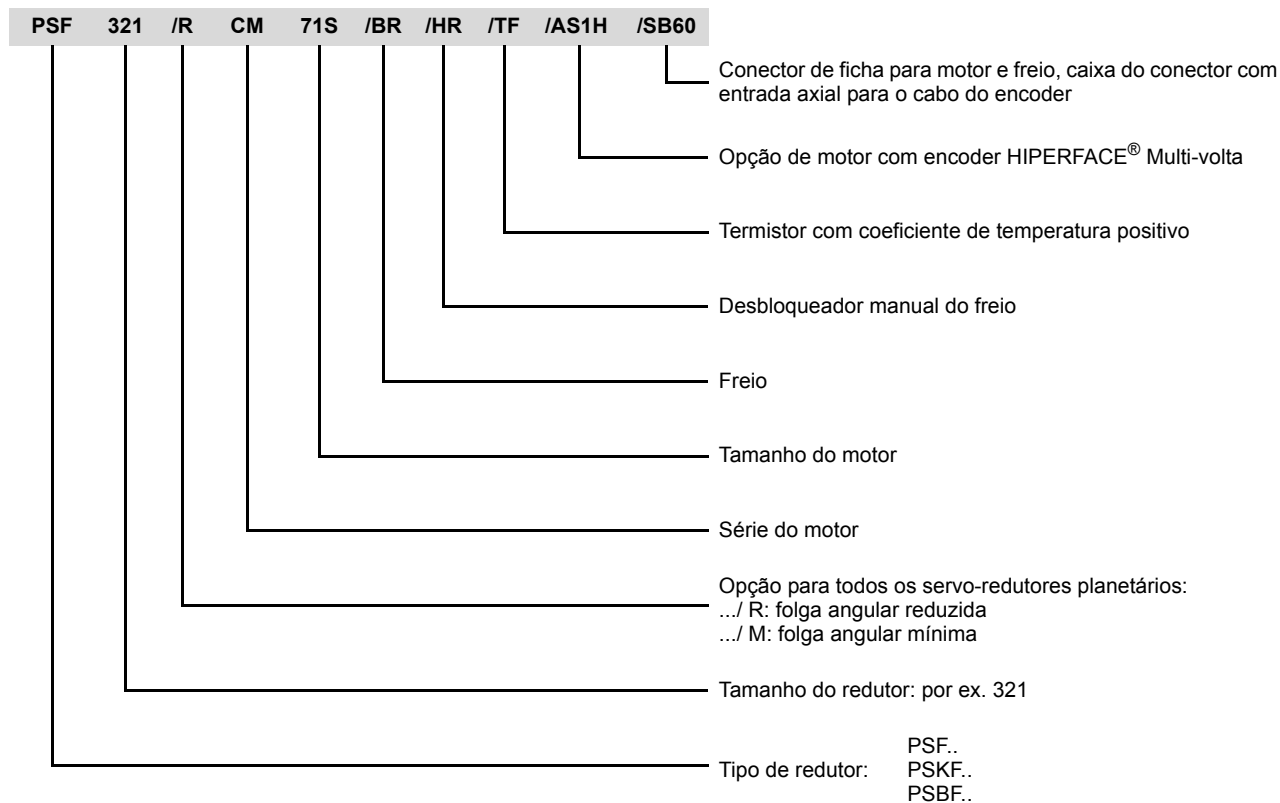 PSF 321 /R CM 71S /BR /HR /TF /AS1H /SB60
Conector de ficha para motor e freio, caixa do conector com
entrada axial para o cabo do encoder
Opção de motor com encoder HIPERFACE® Multi-volta
Termistor com coeficiente de temperatura positivo
Desbloqueador manual do freio
Freio
Tamanho do motor
Série do motor
Opção para todos os servo-redutores planetários:
.../ R: folga angular reduzida
.../ M: folga angular mínima
Tamanho do redutor: por ex. 321
Tipo de redutor:
PSF..
PSKF..
PSBF..